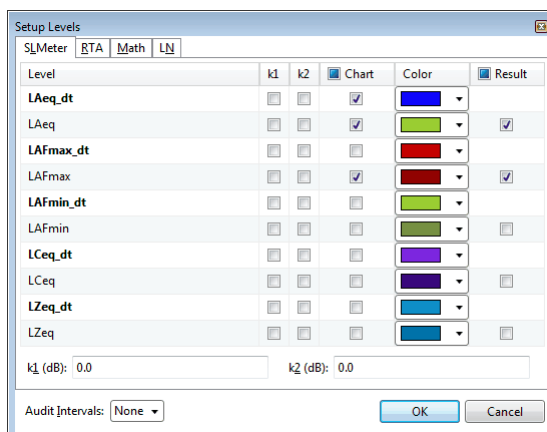 Setup Levels
SLMeter RTA Math LN
Level k1 k2 Chart Color Result
LAeq_dt
LAeq
LAFmax_dt
LAFmax
LAFmin_dt
LAFmin
LCeq_dt
LCeq
LZeq_dt
LZeq
k1 (dB): 0.0 k2 (dB): 0.0
Audit Intervals: None OK Cancel